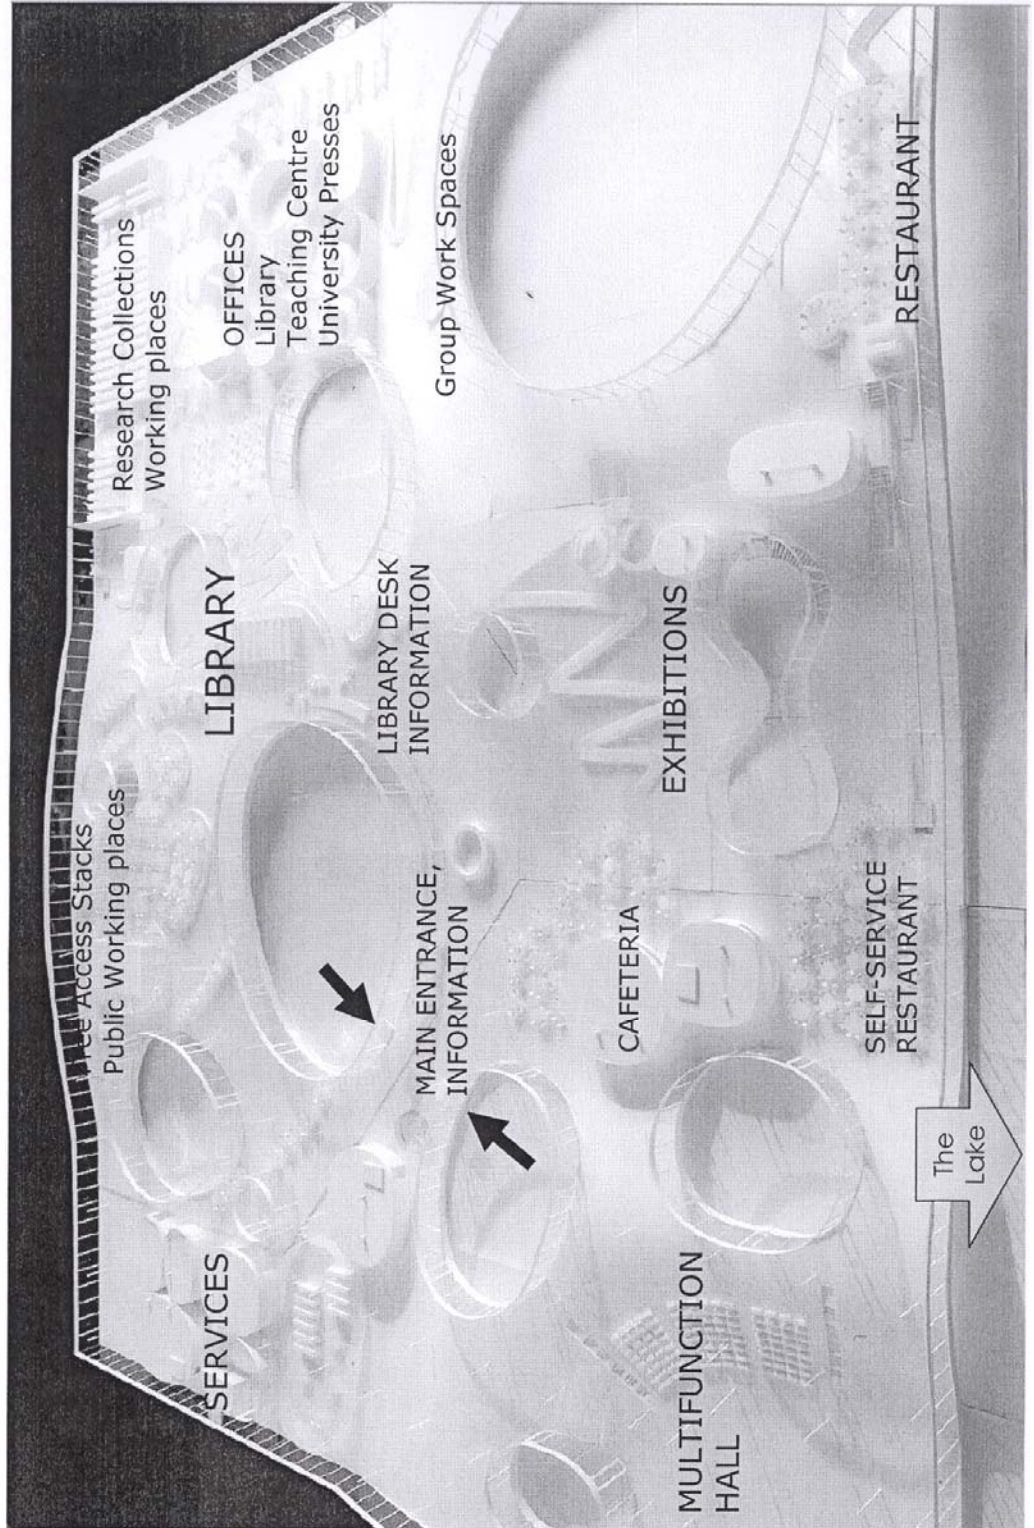 Free Access Stacks
Public Working places
Research Collections
Working places
SERVICES
LIBRARY
OFFICES
Library
Teaching Centre
University Presses
LIBRARY DESK
INFORMATION
MAIN ENTRANCE,
INFORMATION
Group Work Spaces
CAFETERIA
EXHIBITIONS
MULTIFUNCTION
HALL
SELF-SERVICE
RESTAURANT
RESTAURANT
The
Lake